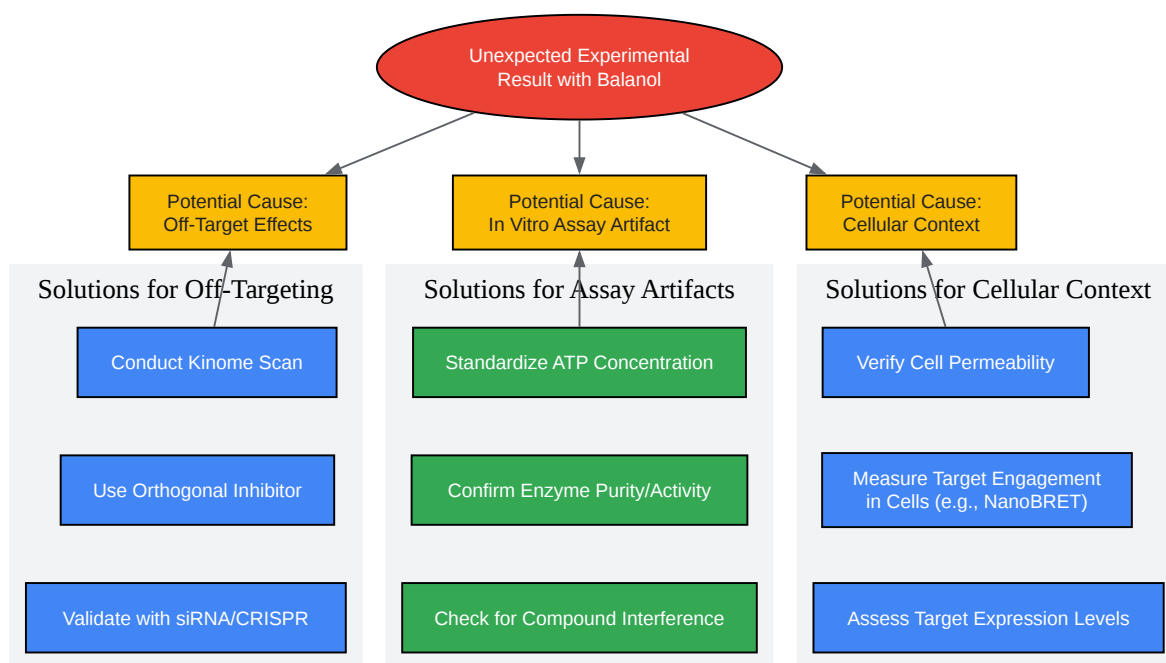 Unexpected Experimental
Result with Balanol
Potential Cause:
Off-Target Effects
Potential Cause:
In Vitro Assay Artifact
Potential Cause:
Cellular Context
Solutions for Off-Targeting
Conduct Kinome Scan
Use Orthogonal Inhibitor
Validate with siRNA/CRISPR
Solutions for Assay Artifacts
Standardize ATP Concentration
Confirm Enzyme Purity/Activity
Check for Compound Interference
Solutions for Cellular Context
Verify Cell Permeability
Measure Target Engagement
in Cells (e.g., NanoBRET)
Assess Target Expression Levels